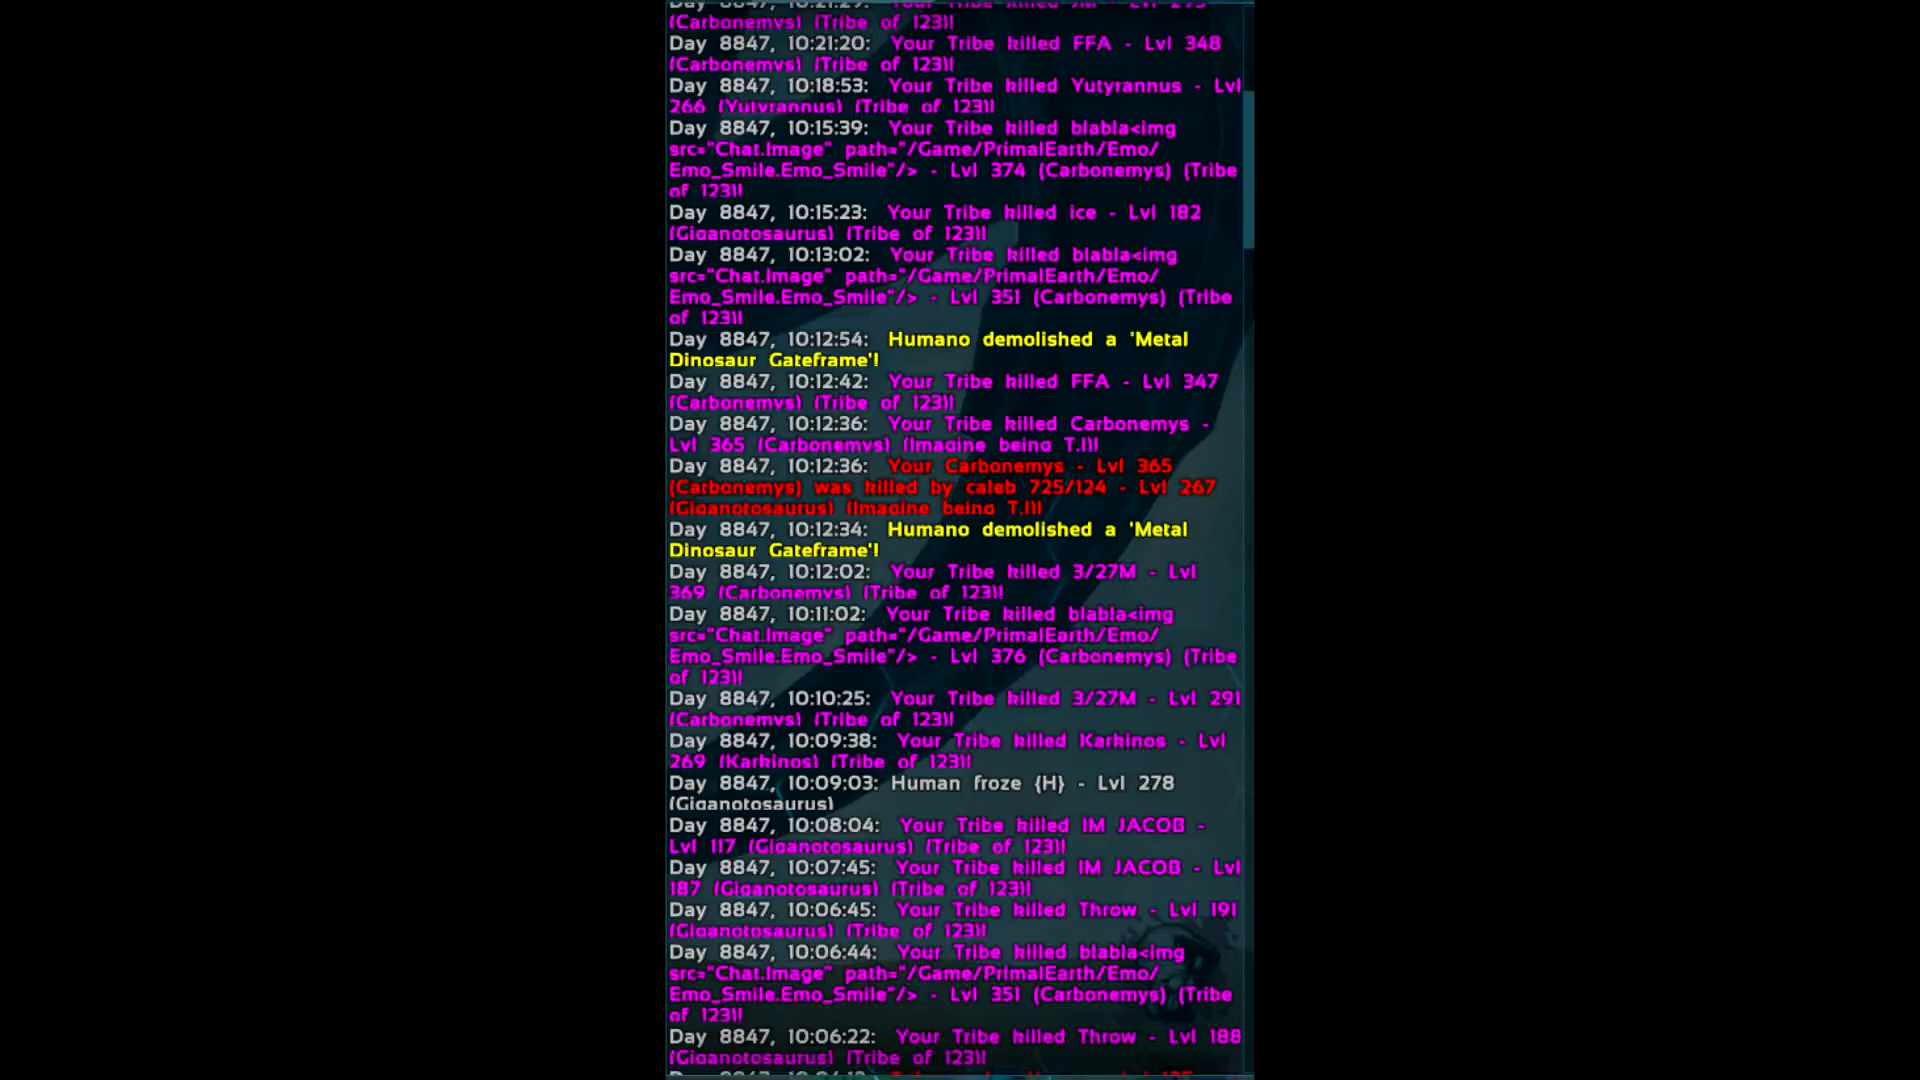 (Carbonemys) (Tribe of 123)!
Day 8847, 10:21:20: Your Tribe killed FFA - Lvl 348
(Carbonemys) (Tribe of 123)!
Day 8847, 10:18:53: Your Tribe killed Yutyrannus - Lvl
266 (Yutyrannus) (Tribe of 123)!
Day 8847, 10:15:39: Your Tribe killed blabla<img
src="Chat.Image" path="/Game/PrimalEarth/Emo/
Emo_Smile.Emo_Smile"/> - Lvl 374 (Carbonemys) (Tribe
of 123)!
Day 8847, 10:15:23: Your Tribe killed ice - Lvl 182
(Giganotosaurus) (Tribe of 123)!
Day 8847, 10:13:02: Your Tribe killed blabla<img
src="Chat.Image" path="/Game/PrimalEarth/Emo/
Emo_Smile.Emo_Smile"/> - Lvl 351 (Carbonemys) (Tribe
of 123)!
Day 8847, 10:12:54: Humano demolished a 'Metal
Dinosaur Gateframe'!
Day 8847, 10:12:42: Your Tribe killed FFA - Lvl 347
(Carbonemys) (Tribe of 123)!
Day 8847, 10:12:36: Your Tribe killed Carbonemys -
Lvl 365 (Carbonemys) (Imagine being T.I)!
Day 8847, 10:12:36: Your Carbonemys - Lvl 365
(Carbonemys) was killed by caleb 725/124 - Lvl 267
(Giganotosaurus) (Imagine being T.I)!
Day 8847, 10:12:34: Humano demolished a 'Metal
Dinosaur Gateframe'!
Day 8847, 10:12:02: Your Tribe killed 3/27M - Lvl
369 (Carbonemys) (Tribe of 123)!
Day 8847, 10:11:02: Your Tribe killed blabla<img
src="Chat.Image" path="/Game/PrimalEarth/Emo/
Emo_Smile.Emo_Smile"/> - Lvl 376 (Carbonemys) (Tribe
of 123)!
Day 8847, 10:10:25: Your Tribe killed 3/27M - Lvl 291
(Carbonemys) (Tribe of 123)!
Day 8847, 10:09:38: Your Tribe killed Karkinos - Lvl
269 (Karkinos) (Tribe of 123)!
Day 8847, 10:09:03: Human froze {H} - Lvl 278
(Giganotosaurus)
Day 8847, 10:08:04: Your Tribe killed IM JACOB -
Lvl 117 (Giganotosaurus) (Tribe of 123)!
Day 8847, 10:07:45: Your Tribe killed IM JACOB - Lvl
187 (Giganotosaurus) (Tribe of 123)!
Day 8847, 10:06:45: Your Tribe killed Throw - Lvl 191
(Giganotosaurus) (Tribe of 123)!
Day 8847, 10:06:44: Your Tribe killed blabla<img
src="Chat.Image" path="/Game/PrimalEarth/Emo/
Emo_Smile.Emo_Smile"/> - Lvl 351 (Carbonemys) (Tribe
of 123)!
Day 8847, 10:06:22: Your Tribe killed Throw - Lvl 188
(Giganotosaurus) (Tribe of 123)!